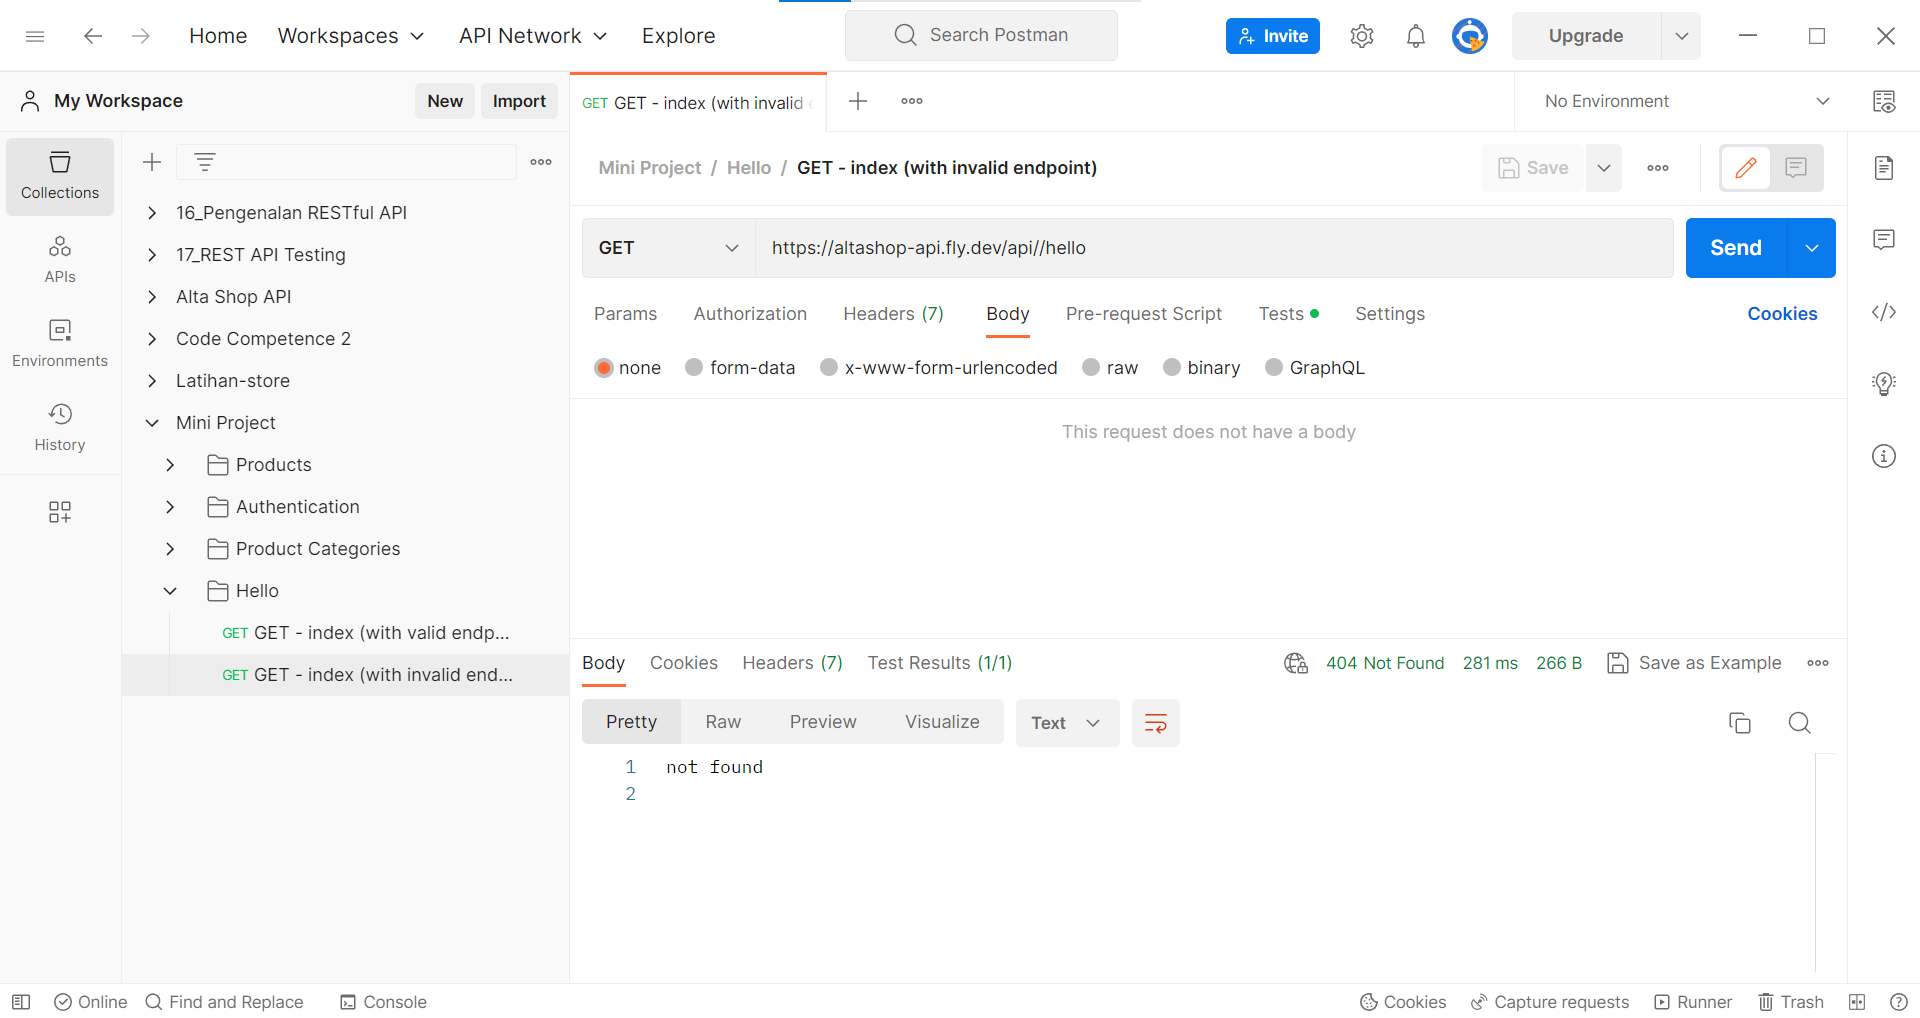 Home Workspaces API Network Explore Search Postman Invite Upgrade
My Workspace New Import
GET GET - index (with invalid
No Environment
Collections
APIs
Environments
History
16_Pengenalan RESTful API
17_REST API Testing
Alta Shop API
Code Competence 2
Latihan-store
Mini Project
Products
Authentication
Product Categories
Hello
GET GET - index (with valid endp...
GET GET - index (with invalid end...
Mini Project / Hello / GET - index (with invalid endpoint)
Save
GET https://altashop-api.fly.dev/api//hello Send
Params Authorization Headers (7) Body Pre-request Script Tests Settings Cookies
none form-data x-www-form-urlencoded raw binary GraphQL
This request does not have a body
Body Cookies Headers (7) Test Results (1/1) 404 Not Found 281 ms 266 B Save as Example
Pretty Raw Preview Visualize Text
1 not found
2
Online Find and Replace Console Cookies Capture requests Runner Trash